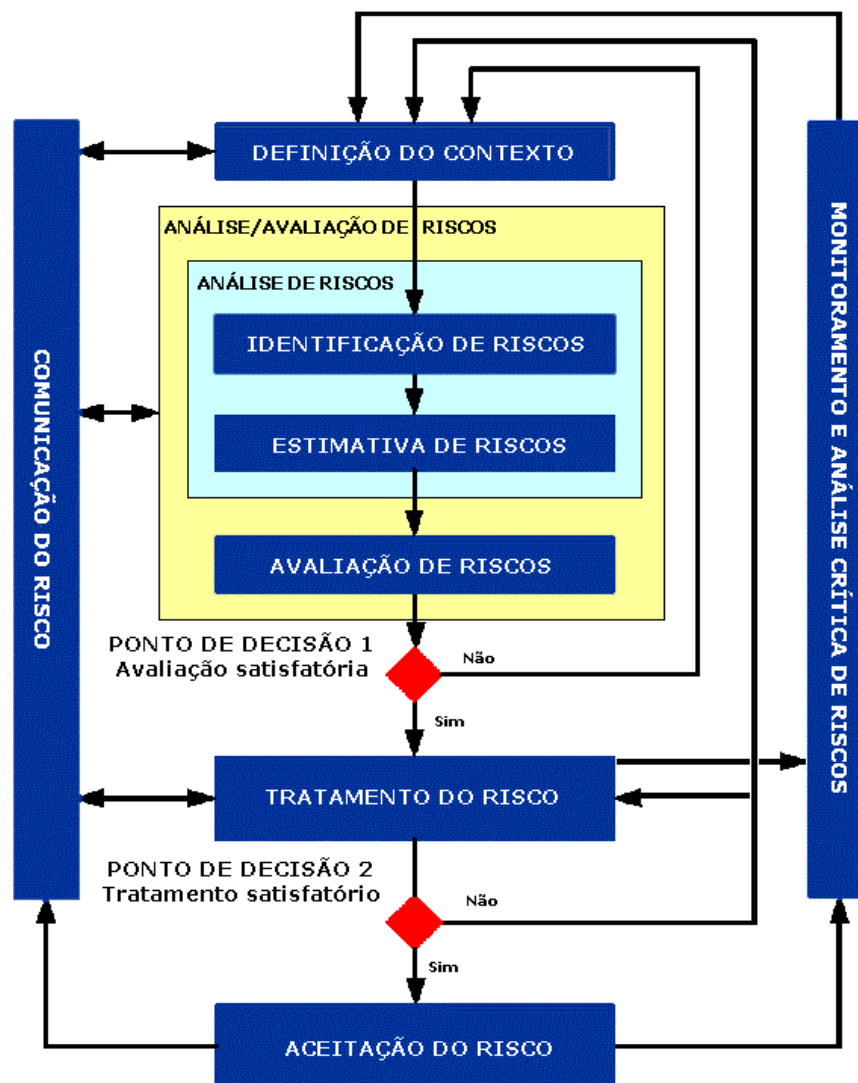 DEFINIÇÃO DO CONTEXTO
ANÁLISE/AVALIAÇÃO DE RISCOS
ANÁLISE DE RISCOS
IDENTIFICAÇÃO DE RISCOS
ESTIMATIVA DE RISCOS
AVALIAÇÃO DE RISCOS
COMUNICAÇÃO DO RISCO
MONITORAMENTO E ANÁLISE CRÍTICA DE RISCOS
PONTO DE DECISÃO 1
Avaliação satisfatória
Não
Sim
TRATAMENTO DO RISCO
PONTO DE DECISÃO 2
Tratamento satisfatório
Não
Sim
ACEITAÇÃO DO RISCO